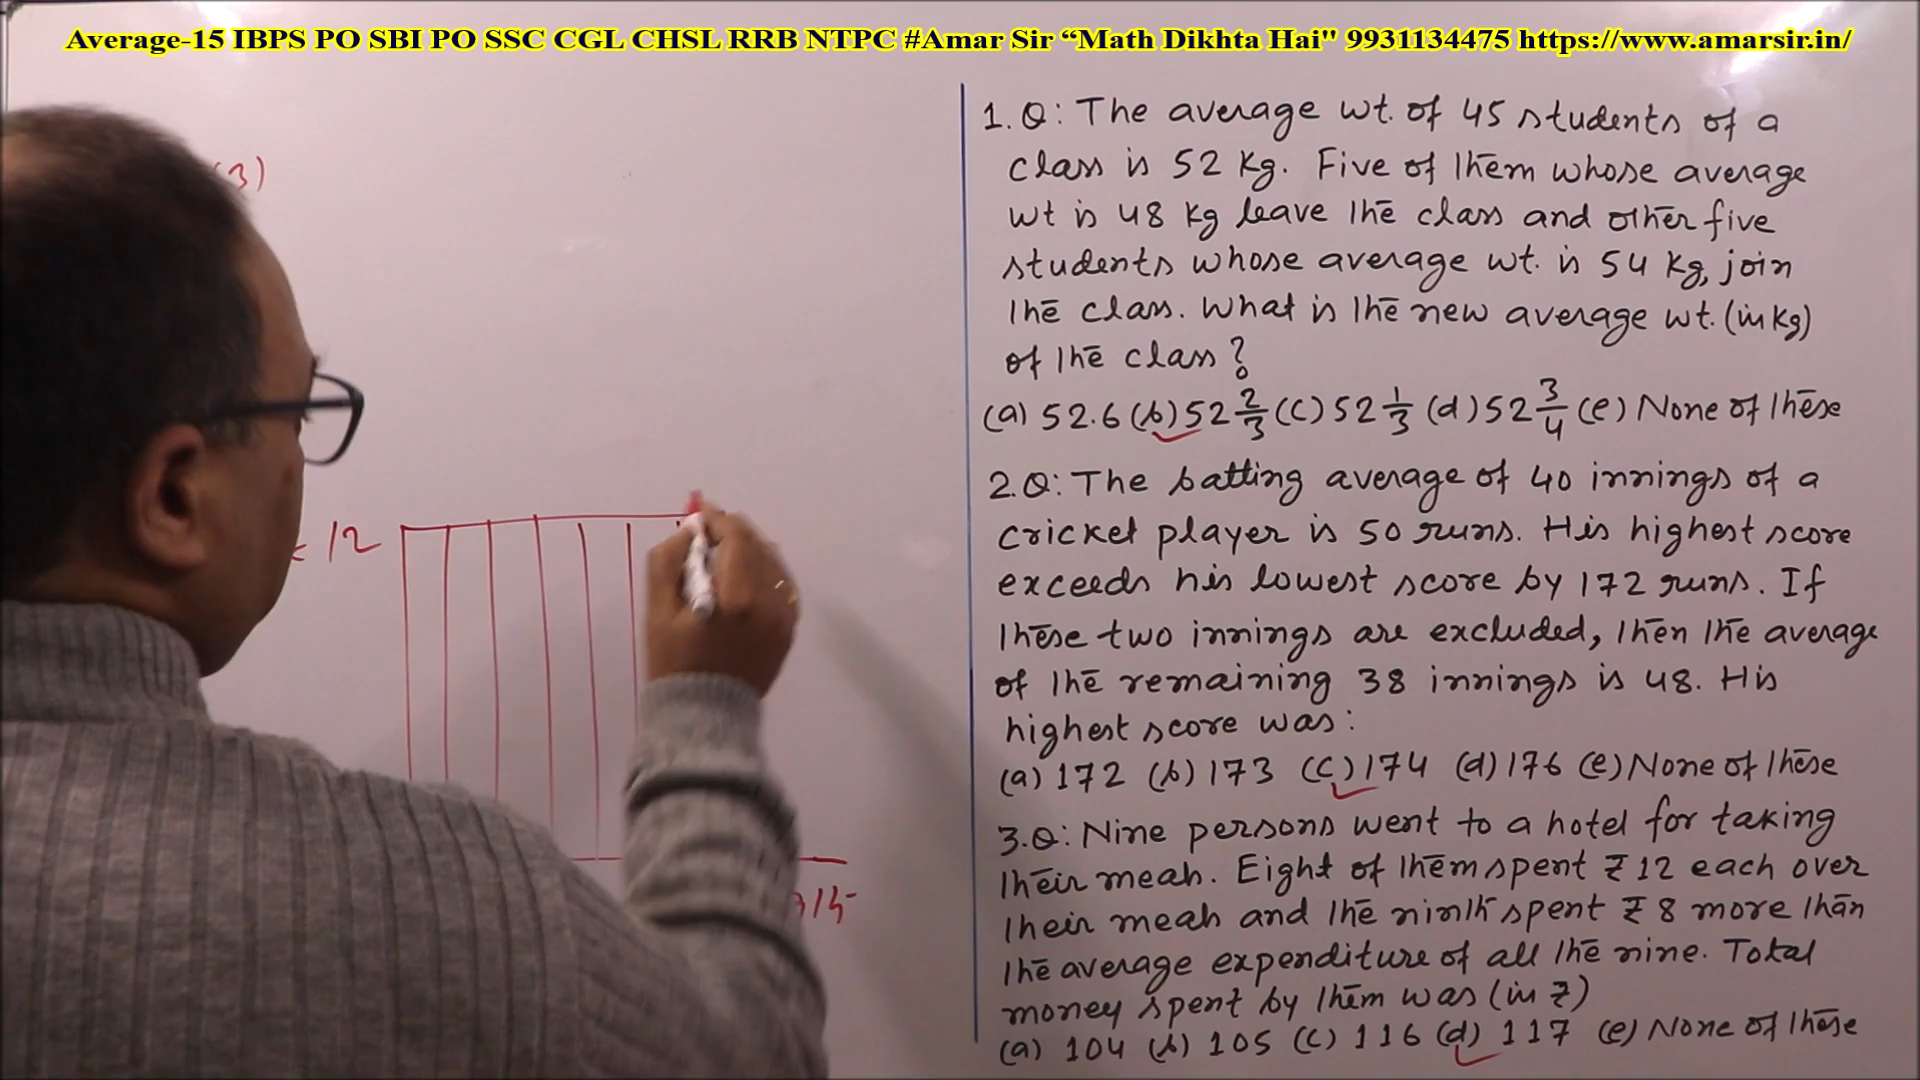 Average-15 IBPS PO SBI PO SSC CGL CHSL RRB NTPC #Amar Sir “Math Dikhta Hai" 9931134475 https://www.amarsir.in/
(3)
< 12
1. Q: The average wt. of 45 students of a
class is 52 kg. Five of them whose average
wt is 48 kg leave the class and other five
students whose average wt. is 54 kg, join
the class. What is the new average wt. (in kg)
of the class?
(a) 52.6 (b) 52 2/3 (c) 52 1/3 (d) 52 3/4 (e) None of these
2. Q: The batting average of 40 innings of a
cricket player is 50 runs. His highest score
exceeds his lowest score by 172 runs. If
these two innings are excluded, then the average
of the remaining 38 innings is 48. His
highest score was:
(a) 172 (b) 173 (c) 174 (d) 176 (e) None of these
3. Q: Nine persons went to a hotel for taking
their meals. Eight of them spent ₹ 12 each over
their meals and the ninth spent ₹ 8 more than
the average expenditure of all the nine. Total
money spent by them was (in ₹)
(a) 104 (b) 105 (c) 116 (d) 117 (e) None of these